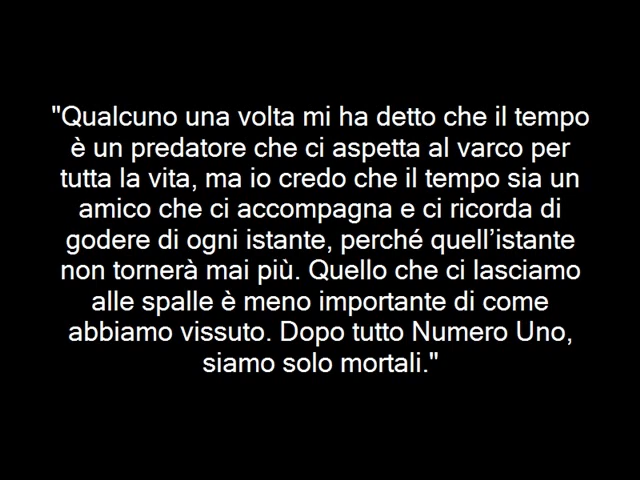 "Qualcuno una volta mi ha detto che il tempo
è un predatore che ci aspetta al varco per
tutta la vita, ma io credo che il tempo sia un
amico che ci accompagna e ci ricorda di
godere di ogni istante, perché quell’istante
non tornerà mai più. Quello che ci lasciamo
alle spalle è meno importante di come
abbiamo vissuto. Dopo tutto Numero Uno,
siamo solo mortali."